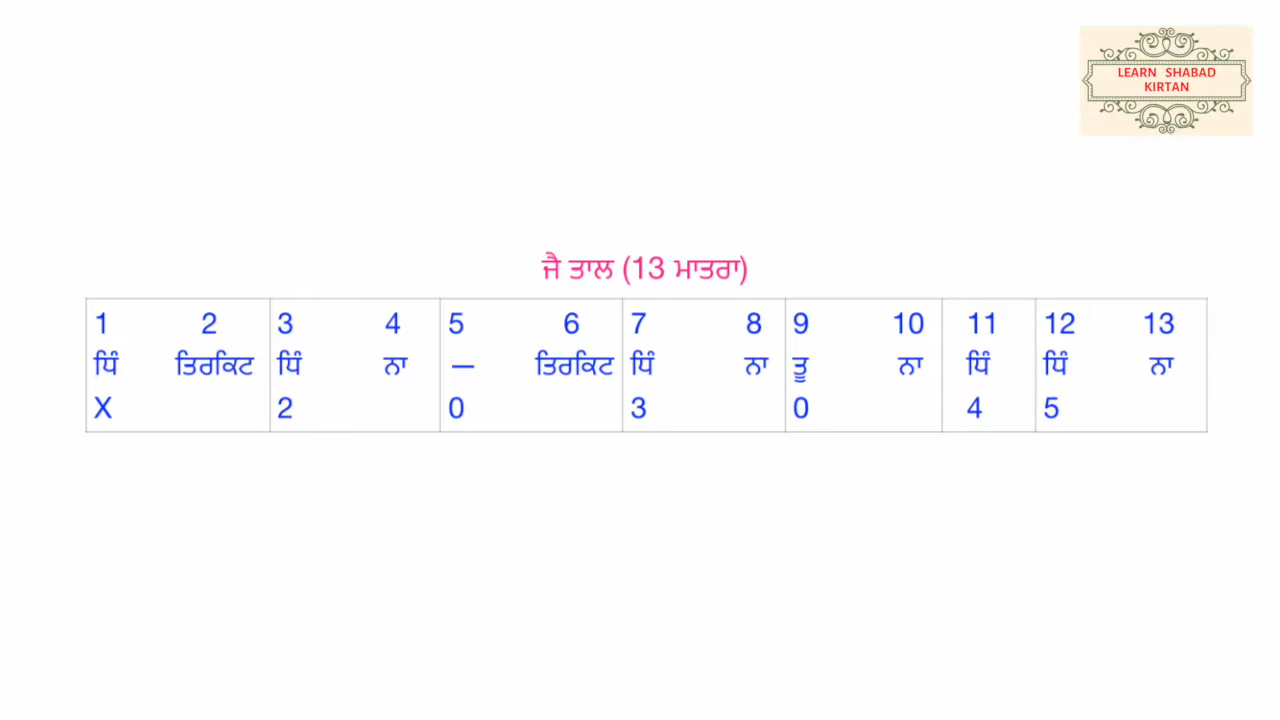 LEARN SHABAD
KIRTAN
ਜੈ ਤਾਲ (13 ਮਾਤਰਾ)
1 2 3 4 5 6 7 8 9 10 11 12 13
ਧਿੰ ਤਿਰਕਿਟ ਧਿੰ ਨਾ — ਤਿਰਕਿਟ ਧਿੰ ਨਾ ਤੂ ਨਾ ਧਿੰ ਧਿੰ ਨਾ
X 2 0 3 0 4 5